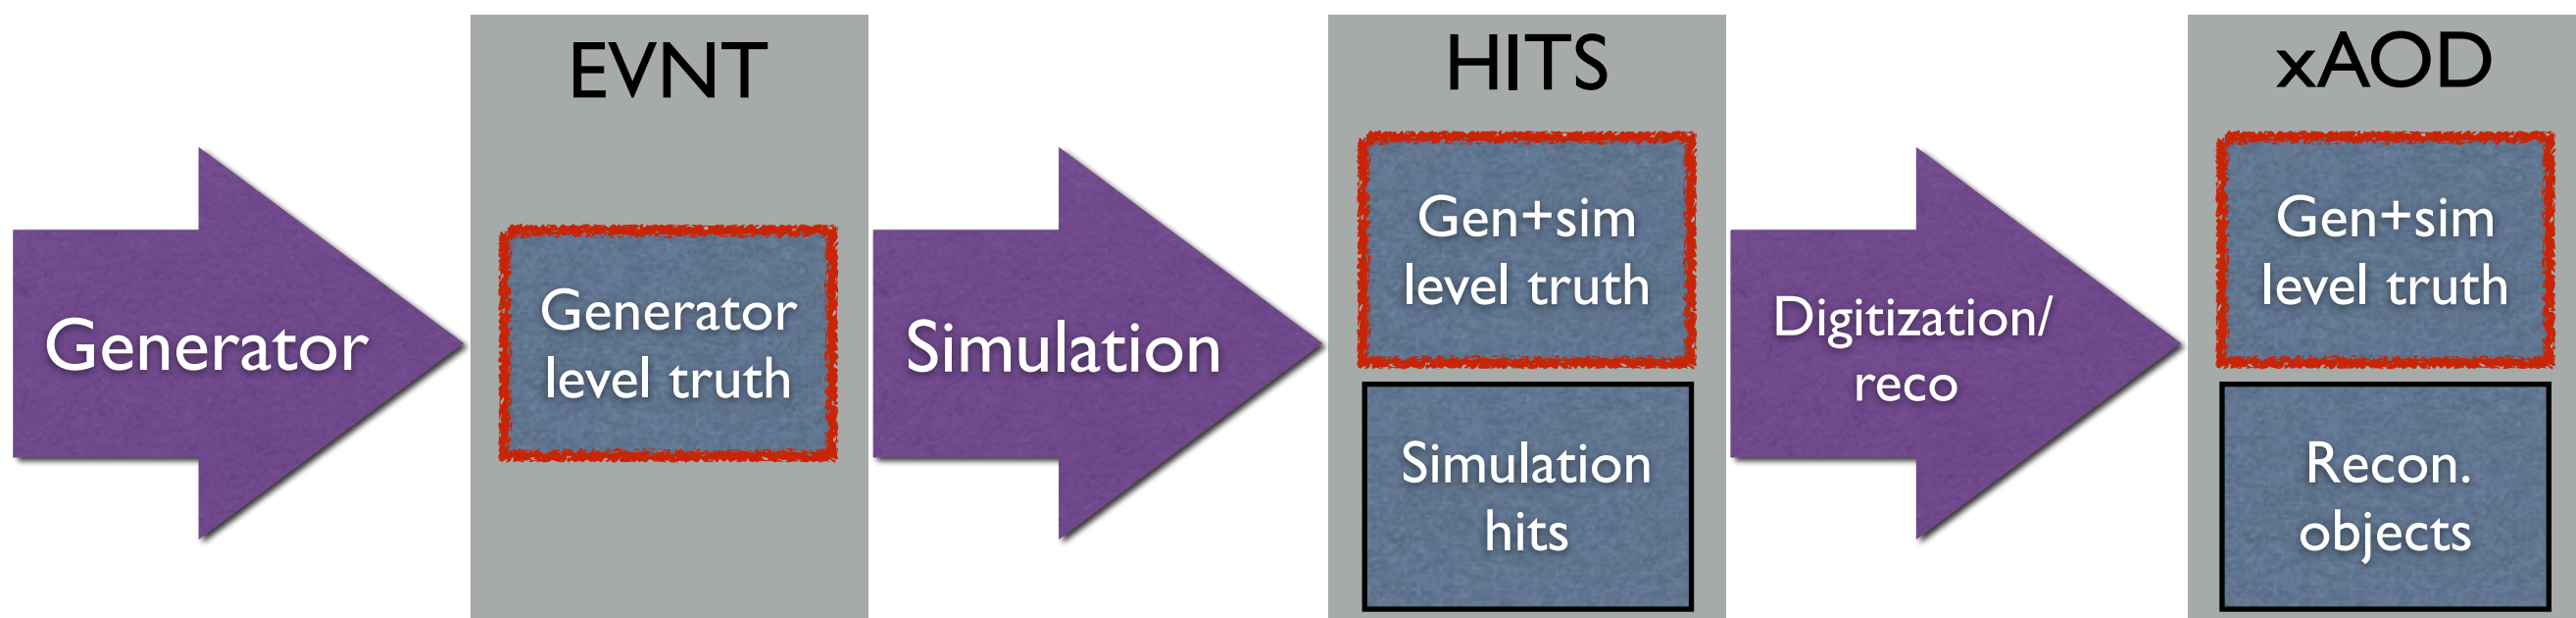 Generator
EVNT
Generator
level truth
Simulation
HITS
Gen+sim
level truth
Simulation
hits
Digitization/
reco
xAOD
Gen+sim
level truth
Recon.
objects